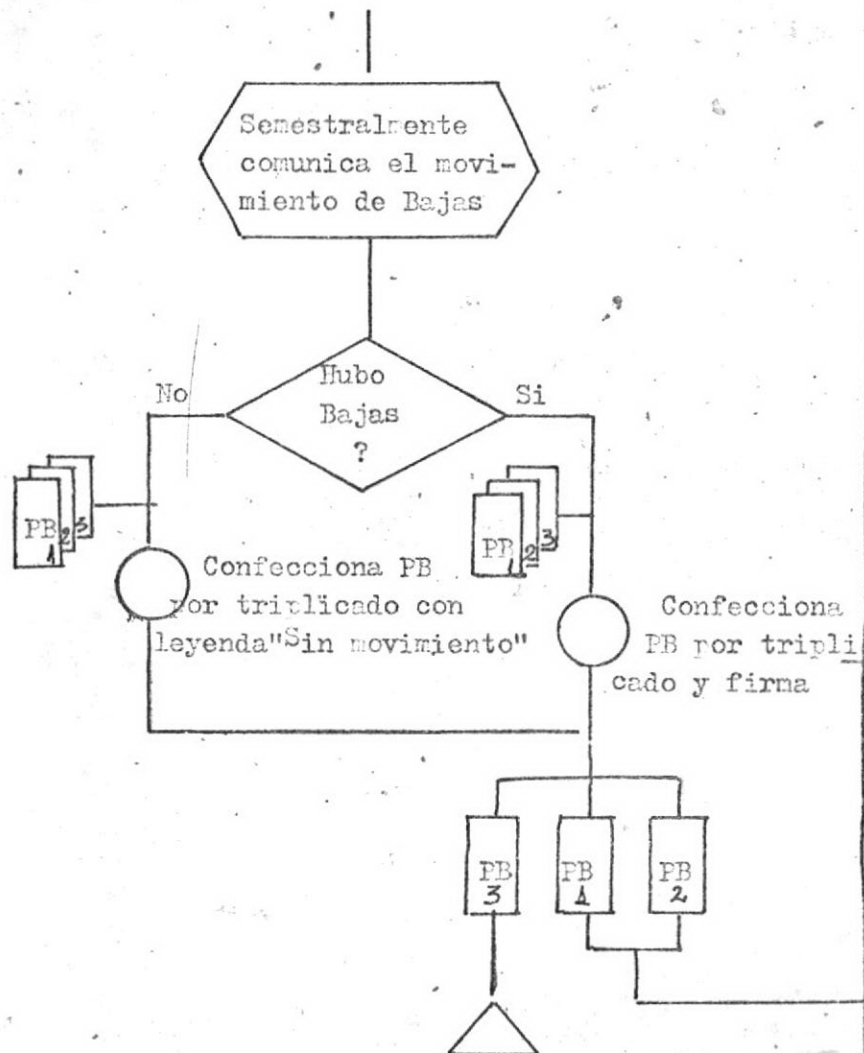 Semestralmente
comunica el movi-
miento de Bajas
Hubo
Bajas
?
No
Si
PB 1
2
3
PB 1
2
3
Confecciona PB
por triplicado con
leyenda"Sin movimiento"
Confecciona
PB por tripli
cado y firma
PB
3
PB
1
PB
2